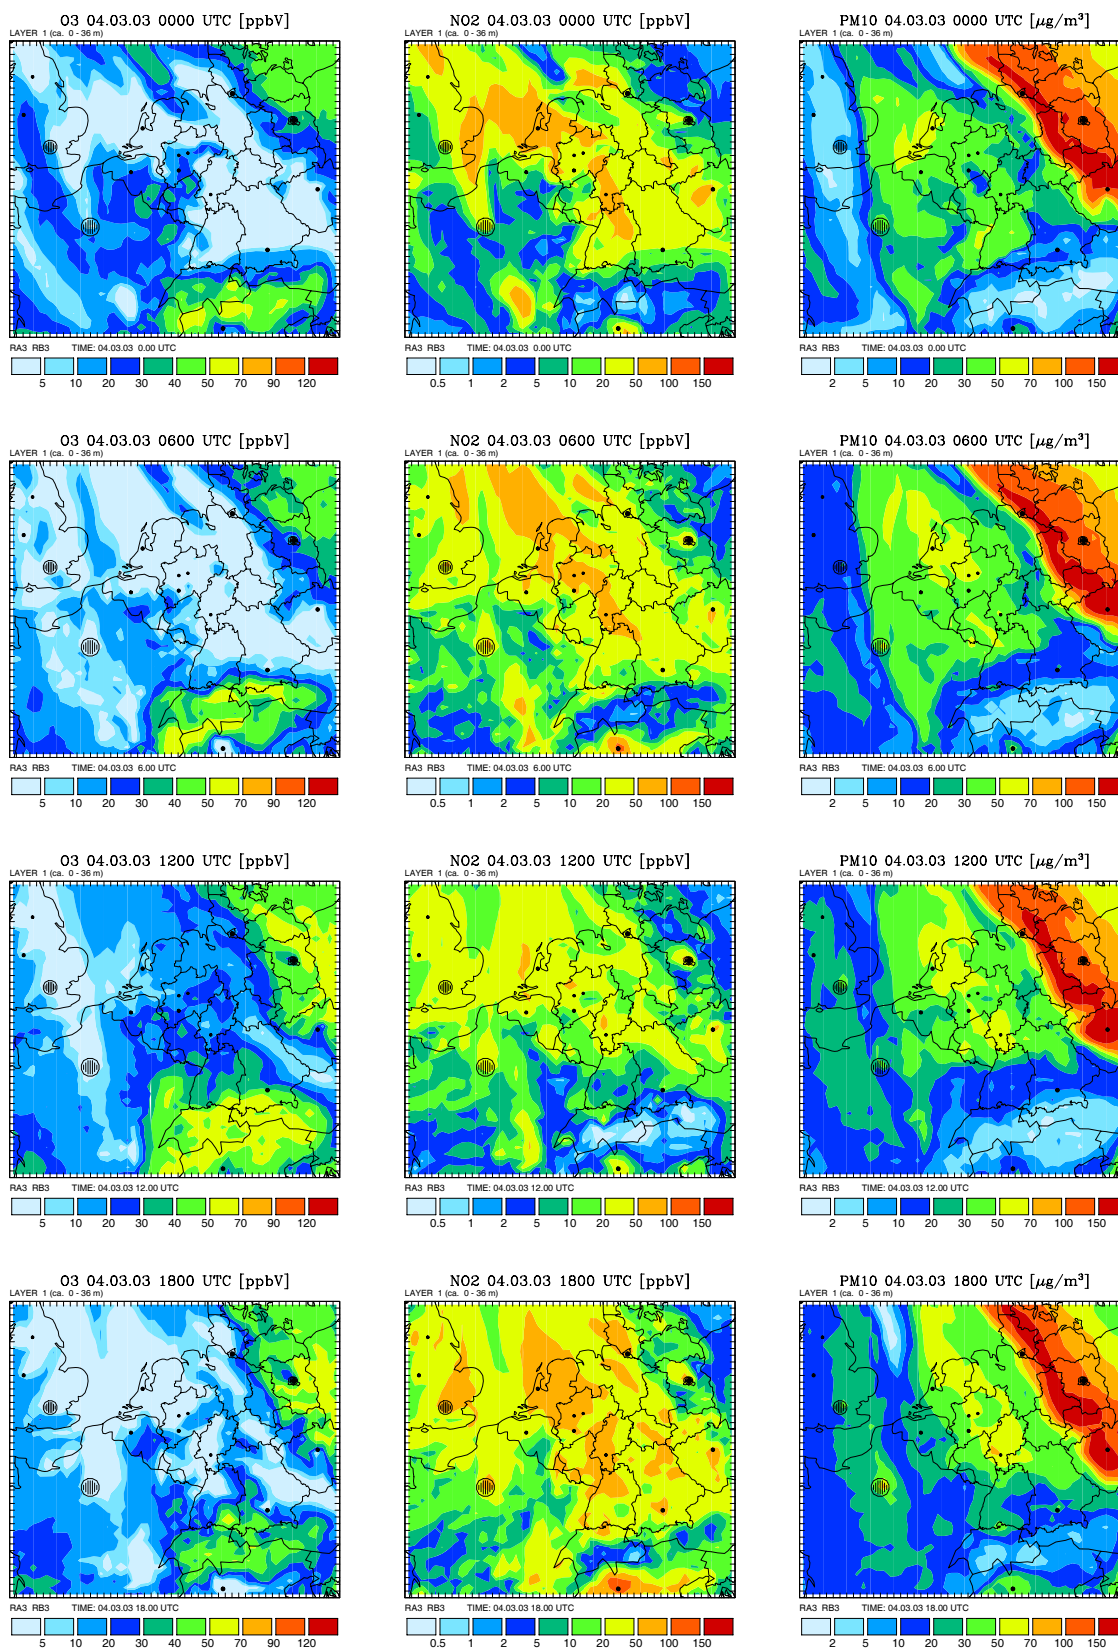 O3 04.03.03 0000 UTC [ppbV]
LAYER 1 (ca. 0 - 36 m)
RA3 RB3 TIME: 04.03.03 0.00 UTC
5 10 20 30 40 50 70 90 120
NO2 04.03.03 0000 UTC [ppbV]
LAYER 1 (ca. 0 - 36 m)
RA3 RB3 TIME: 04.03.03 0.00 UTC
0.5 1 2 5 10 20 50 100 150
PM10 04.03.03 0000 UTC [μg/m³]
LAYER 1 (ca. 0 - 36 m)
RA3 RB3 TIME: 04.03.03 0.00 UTC
2 5 10 20 30 50 70 100 150
O3 04.03.03 0600 UTC [ppbV]
LAYER 1 (ca. 0 - 36 m)
RA3 RB3 TIME: 04.03.03 6.00 UTC
5 10 20 30 40 50 70 90 120
NO2 04.03.03 0600 UTC [ppbV]
LAYER 1 (ca. 0 - 36 m)
RA3 RB3 TIME: 04.03.03 6.00 UTC
0.5 1 2 5 10 20 50 100 150
PM10 04.03.03 0600 UTC [μg/m³]
LAYER 1 (ca. 0 - 36 m)
RA3 RB3 TIME: 04.03.03 6.00 UTC
2 5 10 20 30 50 70 100 150
O3 04.03.03 1200 UTC [ppbV]
LAYER 1 (ca. 0 - 36 m)
RA3 RB3 TIME: 04.03.03 12.00 UTC
5 10 20 30 40 50 70 90 120
NO2 04.03.03 1200 UTC [ppbV]
LAYER 1 (ca. 0 - 36 m)
RA3 RB3 TIME: 04.03.03 12.00 UTC
0.5 1 2 5 10 20 50 100 150
PM10 04.03.03 1200 UTC [μg/m³]
LAYER 1 (ca. 0 - 36 m)
RA3 RB3 TIME: 04.03.03 12.00 UTC
2 5 10 20 30 50 70 100 150
O3 04.03.03 1800 UTC [ppbV]
LAYER 1 (ca. 0 - 36 m)
RA3 RB3 TIME: 04.03.03 18.00 UTC
5 10 20 30 40 50 70 90 120
NO2 04.03.03 1800 UTC [ppbV]
LAYER 1 (ca. 0 - 36 m)
RA3 RB3 TIME: 04.03.03 18.00 UTC
0.5 1 2 5 10 20 50 100 150
PM10 04.03.03 1800 UTC [μg/m³]
LAYER 1 (ca. 0 - 36 m)
RA3 RB3 TIME: 04.03.03 18.00 UTC
2 5 10 20 30 50 70 100 150